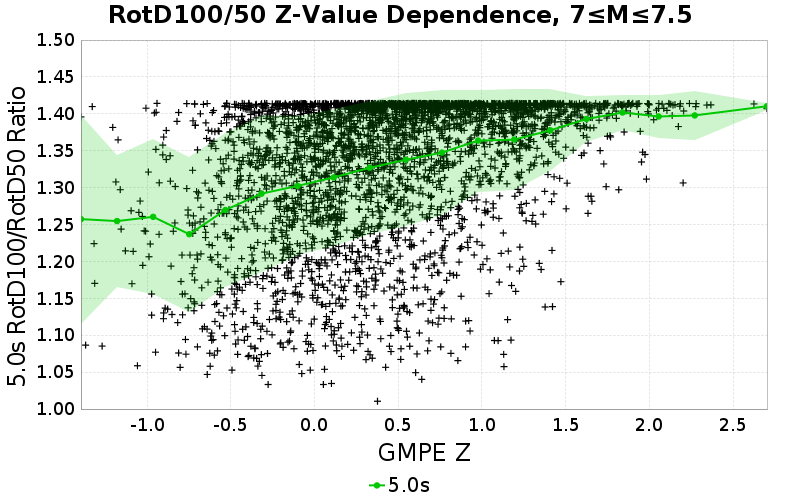 RotD100/50 Z-Value Dependence, 7≤M≤7.5
5.0s RotD100/RotD50 Ratio
1.50
1.45
1.40
1.35
1.30
1.25
1.20
1.15
1.10
1.05
1.00
-1.0 -0.5 0.0 0.5 1.0 1.5 2.0 2.5
GMPE Z
5.0s